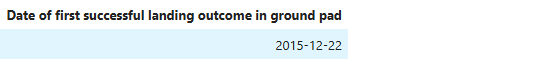 Date of first successful landing outcome in ground pad
2015-12-22